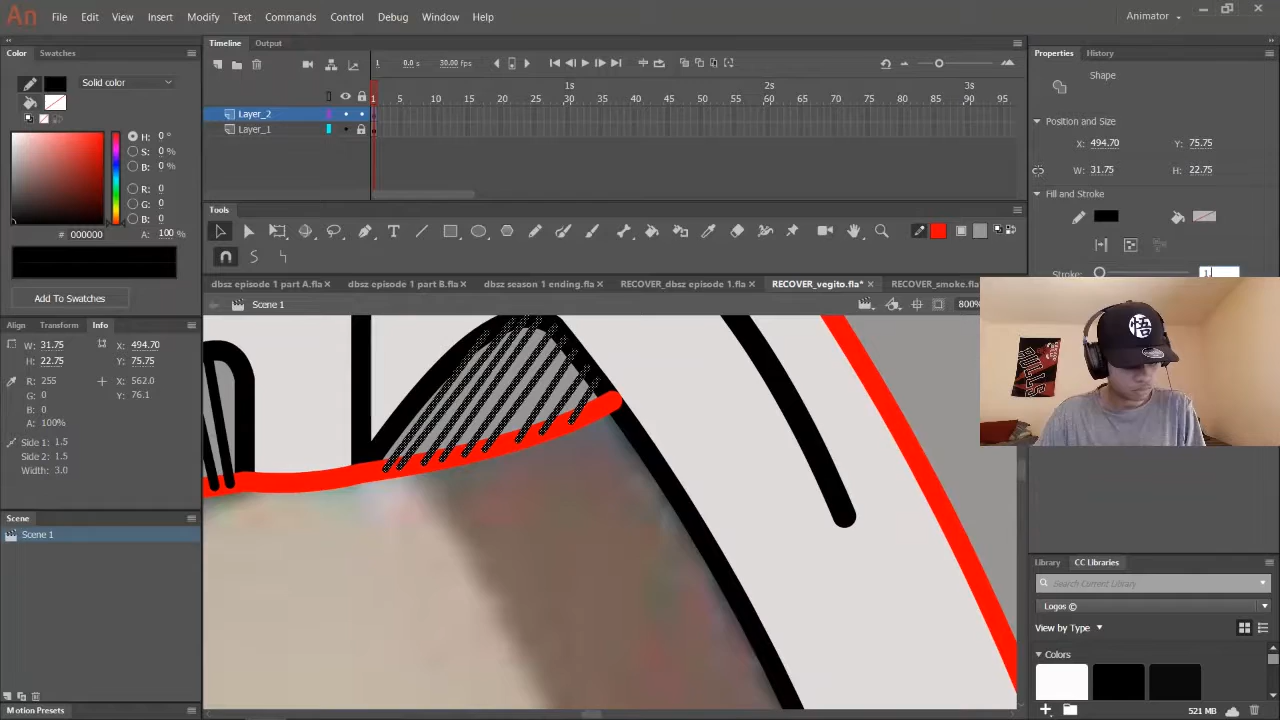 An File Edit View Insert Modify Text Commands Control Debug Window Help Animator
Color Swatches
Solid color
H: 0 °
S: 0 %
B: 0 %
R: 0
G: 0
B: 0
# 000000 A: 100 %
Add To Swatches
Align Transform Info
W: 31.75 X: 494.70
H: 22.75 Y: 75.75
R: 255 X: 562.0
G: 0 Y: 76.1
B: 0
A: 100%
Side 1: 1.5
Side 2: 1.5
Width: 3.0
Scene
Scene 1
Motion Presets
Timeline Output
1 0.0 s 30.00 fps
1s 2s 3s
1 5 10 15 20 25 30 35 40 45 50 55 60 65 70 75 80 85 90 95
Layer_2
Layer_1
Tools
dbsz episode 1 part A.fla × dbsz episode 1 part B.fla × dbsz season 1 ending.fla × RECOVER_dbsz episode 1.fla × RECOVER_vegito.fla* × RECOVER_smoke.fla
Scene 1 800%
Properties History
Shape
Position and Size
X: 494.70 Y: 75.75
W: 31.75 H: 22.75
Fill and Stroke
Stroke: 1.
悟
Library CC Libraries
Search Current Library
Logos ©
View by Type
Colors
521 MB